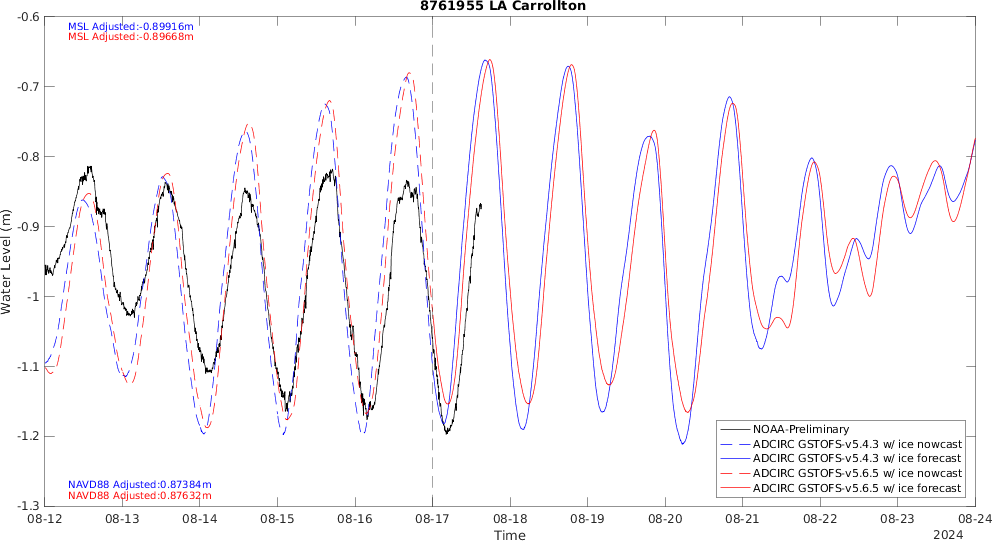 8761955 LA Carrollton
MSL Adjusted:-0.89916m
MSL Adjusted:-0.89668m
-0.6
-0.7
-0.8
-0.9
-1
-1.1
-1.2
-1.3
Water Level (m)
NAVD88 Adjusted:0.87384m
NAVD88 Adjusted:0.87632m
NOAA-Preliminary
ADCIRC GSTOFS-v5.4.3 w/ ice nowcast
ADCIRC GSTOFS-v5.4.3 w/ ice forecast
ADCIRC GSTOFS-v5.6.5 w/ ice nowcast
ADCIRC GSTOFS-v5.6.5 w/ ice forecast
08-12 08-13 08-14 08-15 08-16 08-17 08-18 08-19 08-20 08-21 08-22 08-23 08-24
Time
2024